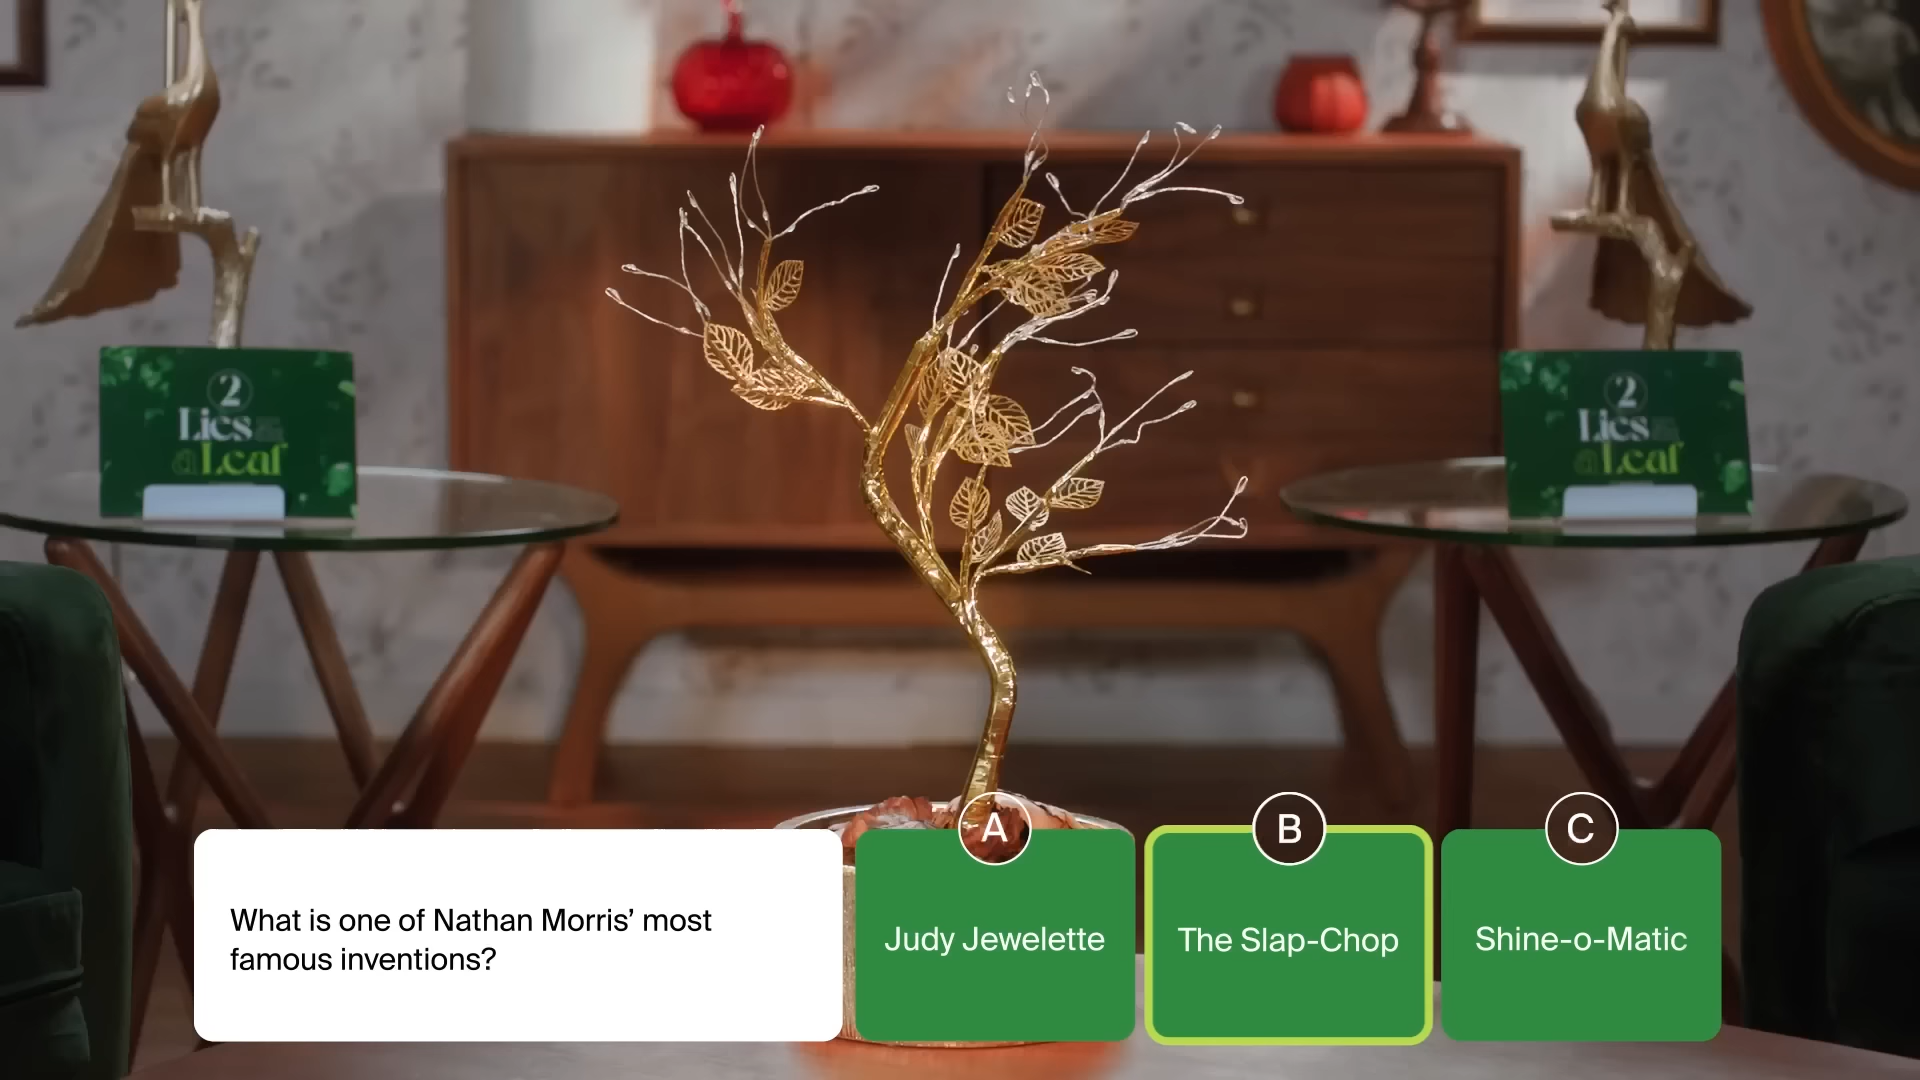 2
Lies
a Leaf
2
Lies
a Leaf
A
B
C
What is one of Nathan Morris’ most
famous inventions?
Judy Jewelette
The Slap-Chop
Shine-o-Matic